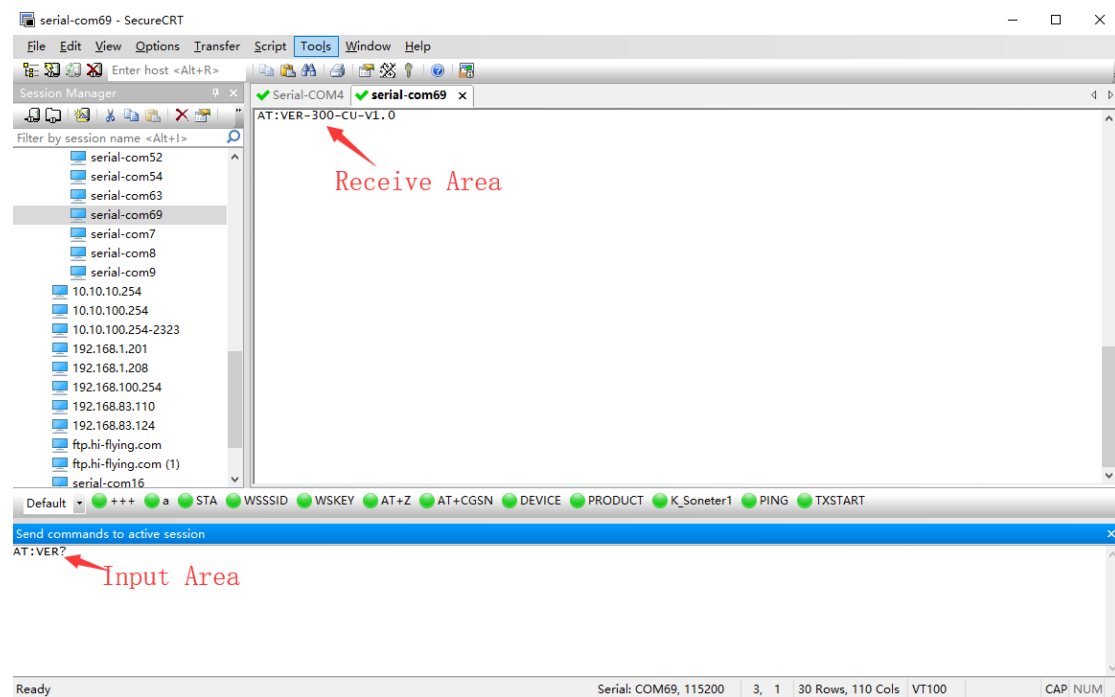 serial-com69 - SecureCRT
File Edit View Options Transfer Script Tools Window Help
Enter host <Alt+R>
Session Manager
Serial-COM4 serial-com69
Filter by session name <Alt+I>
AT:VER-300-CU-V1.0
Receive Area
serial-com52
serial-com54
serial-com63
serial-com69
serial-com7
serial-com8
serial-com9
10.10.10.254
10.10.100.254
10.10.100.254-2323
192.168.1.201
192.168.1.208
192.168.100.254
192.168.83.110
192.168.83.124
ftp.hi-flying.com
ftp.hi-flying.com (1)
serial-com16
Default +++ a STA WSSSID WSKEY AT+Z AT+CGSN DEVICE PRODUCT K_Soneter1 PING TXSTART
Send commands to active session
AT:VER?
Input Area
Ready Serial: COM69, 115200 3, 1 30 Rows, 110 Cols VT100 CAP NUM